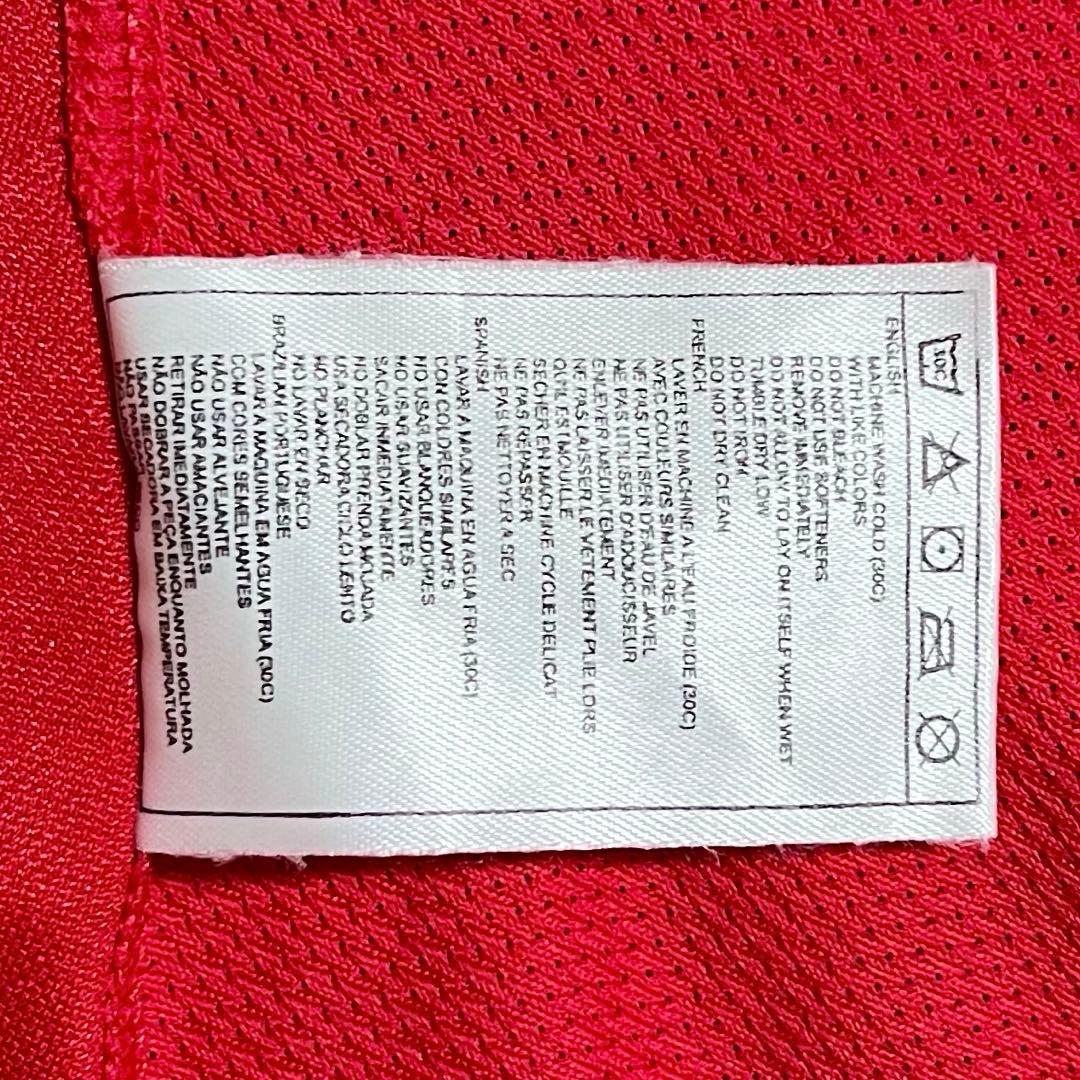 30C
ENGLISH
MACHINE WASH COLD (30C)
WITH LIKE COLORS
DO NOT BLEACH
DO NOT USE SOFTENERS
REMOVE IMMEDIATELY
DO NOT ALLOW TO LAY ON ITSELF WHEN WET
TUMBLE DRY LOW
DO NOT IRON
DO NOT DRY CLEAN
FRENCH
LAVER EN MACHINE A L'EAU FROIDE (30C)
AVEC COULEURS SIMILAIRES
NE PAS UTILISER D'EAU DE JAVEL
NE PAS UTILISER D'ADOUCISSEUR
ENLEVER IMEDIATEMENT
NE PAS LAISSER LE VETEMENT PLIE LORS
QU'IL ES MOUILLE
SECHER EN MACHINE CYCLE DELICAT
NE PAS REPASSER
NE PAS NETTOYER A SEC
SPANISH
LAVAR A MAQUINA EN AGUA FRIA (30C)
CON COLORES SIMILARES
NO USAR BLANQUEADORES
NO USAR SUAVIZANTES
SACAR INMEDIATAMENTE
NO DOBLAR PRENDA MOJADA
USA SECADORA CICLO LENTO
NO PLANCHAR
NO LAVAR EN SECO
BRAZILIAN PORTUGUESE
LAVAR A MAQUINA EM AGUA FRIA (30C)
COM CORES SEMELHANTES
NÃO USAR ALVEJANTE
NÃO USAR AMACIANTES
RETIRAR IMEDIATAMENTE
NÃO DOBRAR A PEÇA ENQUANTO MOLHADA
USAR SECADORA EM BAIXA TEMPERATURA
NÃO PASSAR